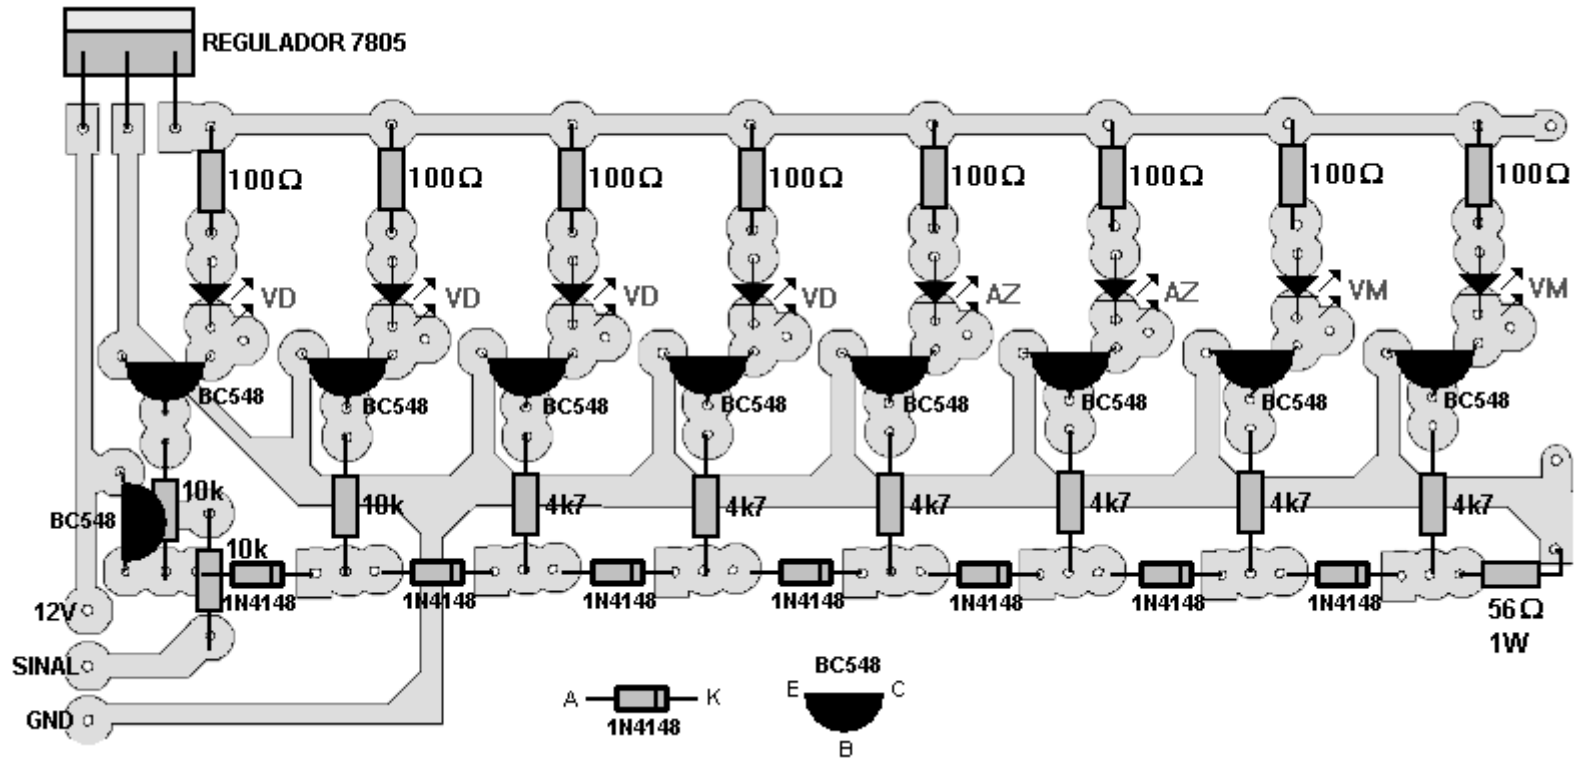 REGULADOR 7805
100Ω 100Ω 100Ω 100Ω 100Ω 100Ω 100Ω 100Ω
VD VD VD VD AZ AZ VM VM
BC548 BC548 BC548 BC548 BC548 BC548 BC548 BC548
BC548 10k 10k 4k7 4k7 4k7 4k7 4k7 4k7
10k
1N4148 1N4148 1N4148 1N4148 1N4148 1N4148 1N4148
12V 56Ω
1W
SINAL
GND
A K
1N4148
BC548
E C
B